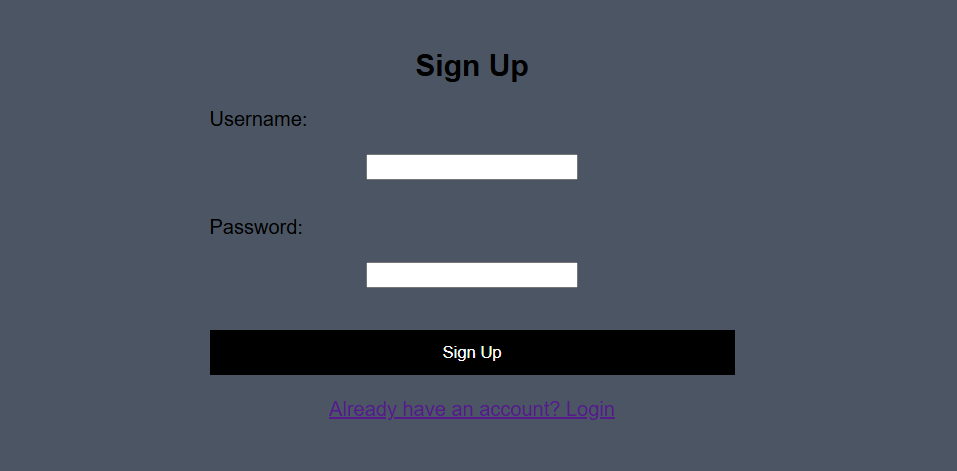 Sign Up
Username:
Password:
Sign Up
Already have an account? Login